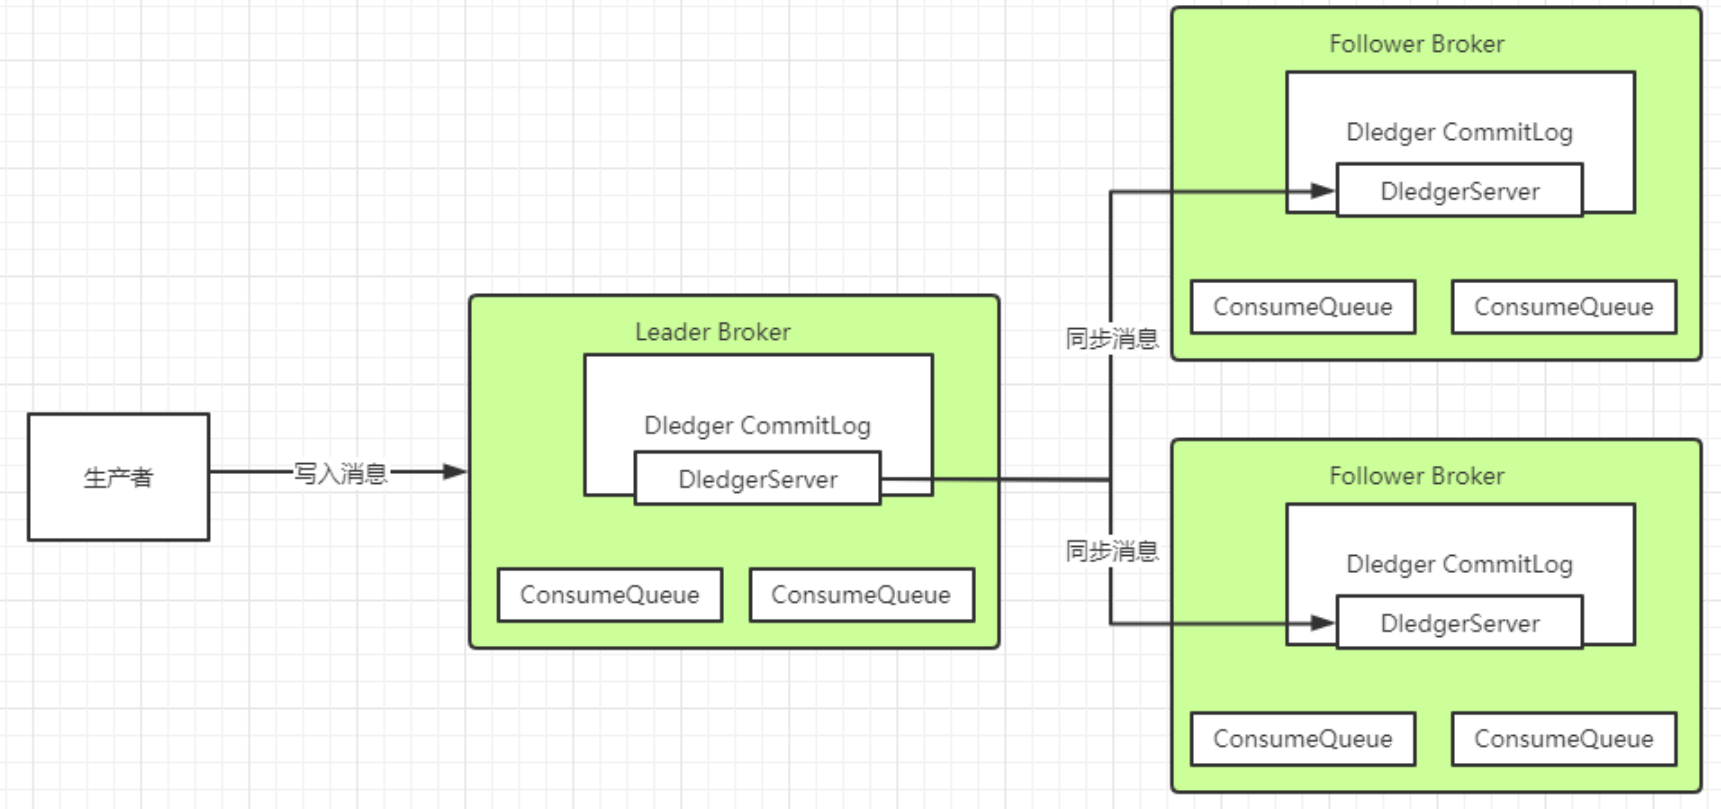 生产者
写入消息
Leader Broker
Dledger CommitLog
DledgerServer
ConsumeQueue
ConsumeQueue
同步消息
同步消息
Follower Broker
Dledger CommitLog
DledgerServer
ConsumeQueue
ConsumeQueue
Follower Broker
Dledger CommitLog
DledgerServer
ConsumeQueue
ConsumeQueue